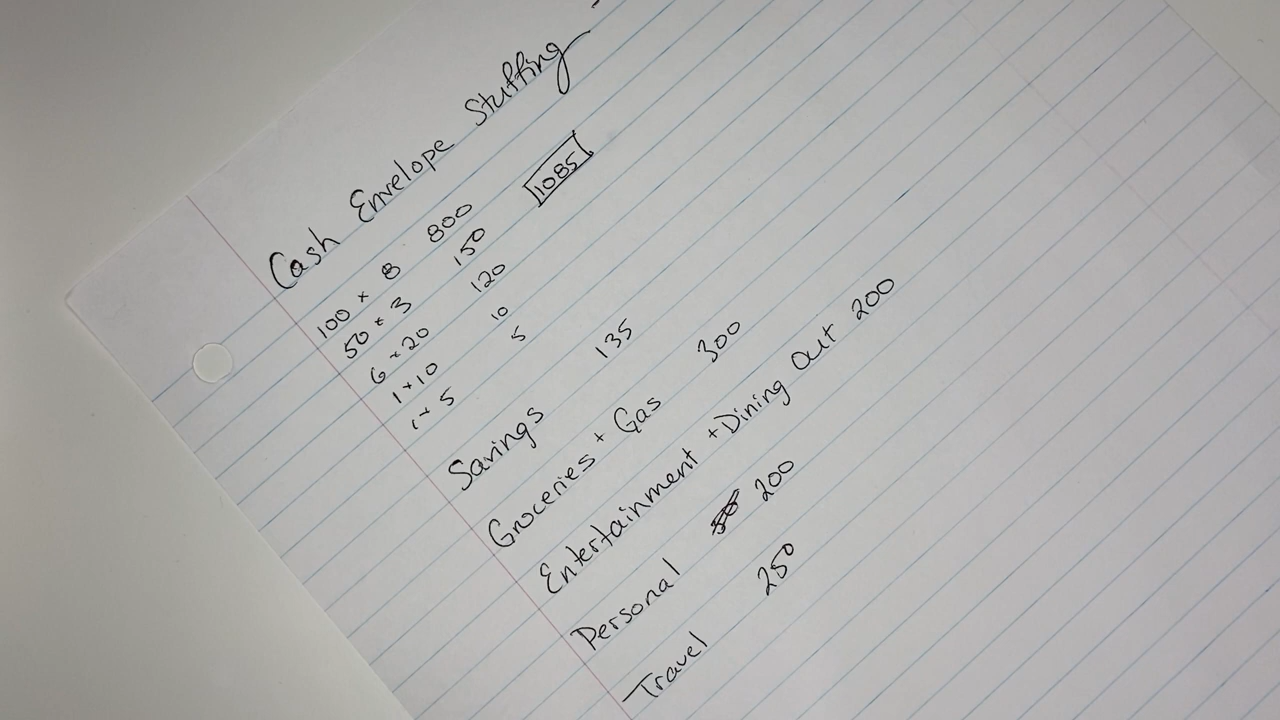 Cash Envelope Stuffing
100 × 8 800 1085
50 × 3 150
6 × 20 120
1 × 10 10
1 × 5 5
Savings 135
Groceries + Gas 300
Entertainment + Dining Out 200
Personal 200
Travel 250